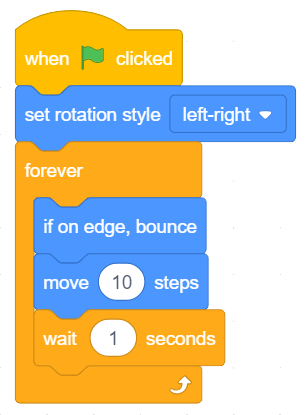 when clicked
set rotation style left-right
forever
if on edge, bounce
move 10 steps
wait 1 seconds